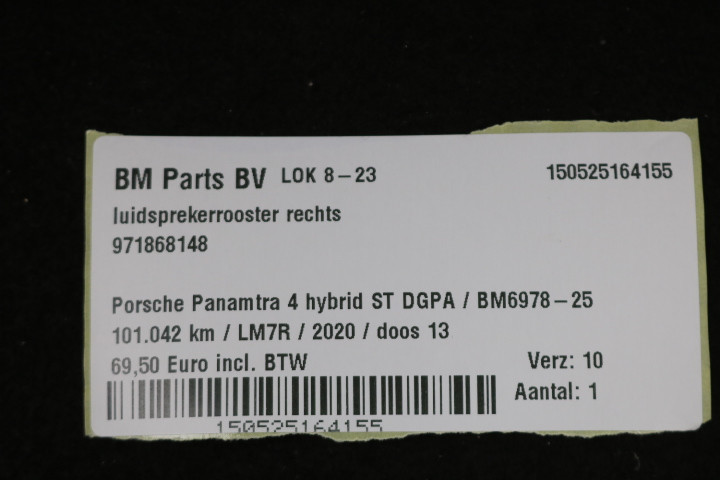 BM Parts BV LOK 8-23 150525164155
luidsprekerrooster rechts
971868148
Porsche Panamtra 4 hybrid ST DGPA / BM6978-25
101.042 km / LM7R / 2020 / doos 13
69,50 Euro incl. BTW Verz: 10
Aantal: 1
150525164155